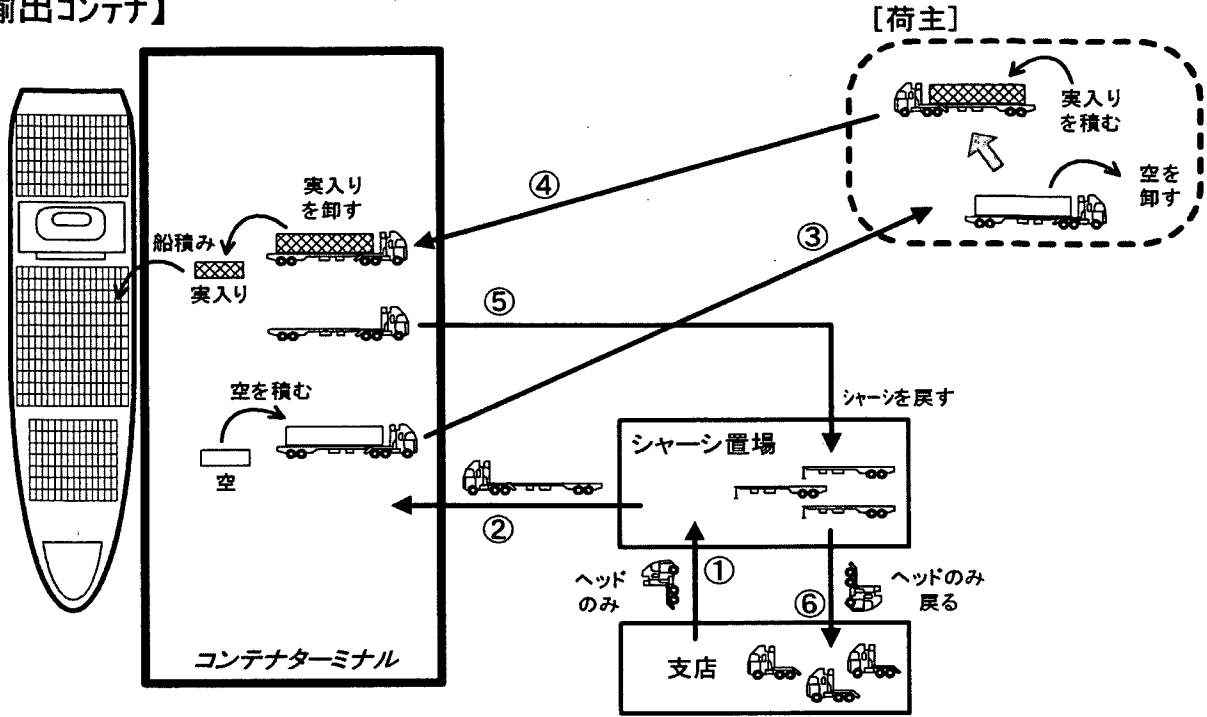 輸出コンテナ】
[荷主]
実入り
を積む
空を
卸す
④
③
実入り
を卸す
船積み
実入り
⑤
空を積む
空
シャーシを戻す
シャーシ置場
②
①
ヘッド
のみ
⑥
ヘッドのみ
戻る
支店
コンテナターミナル